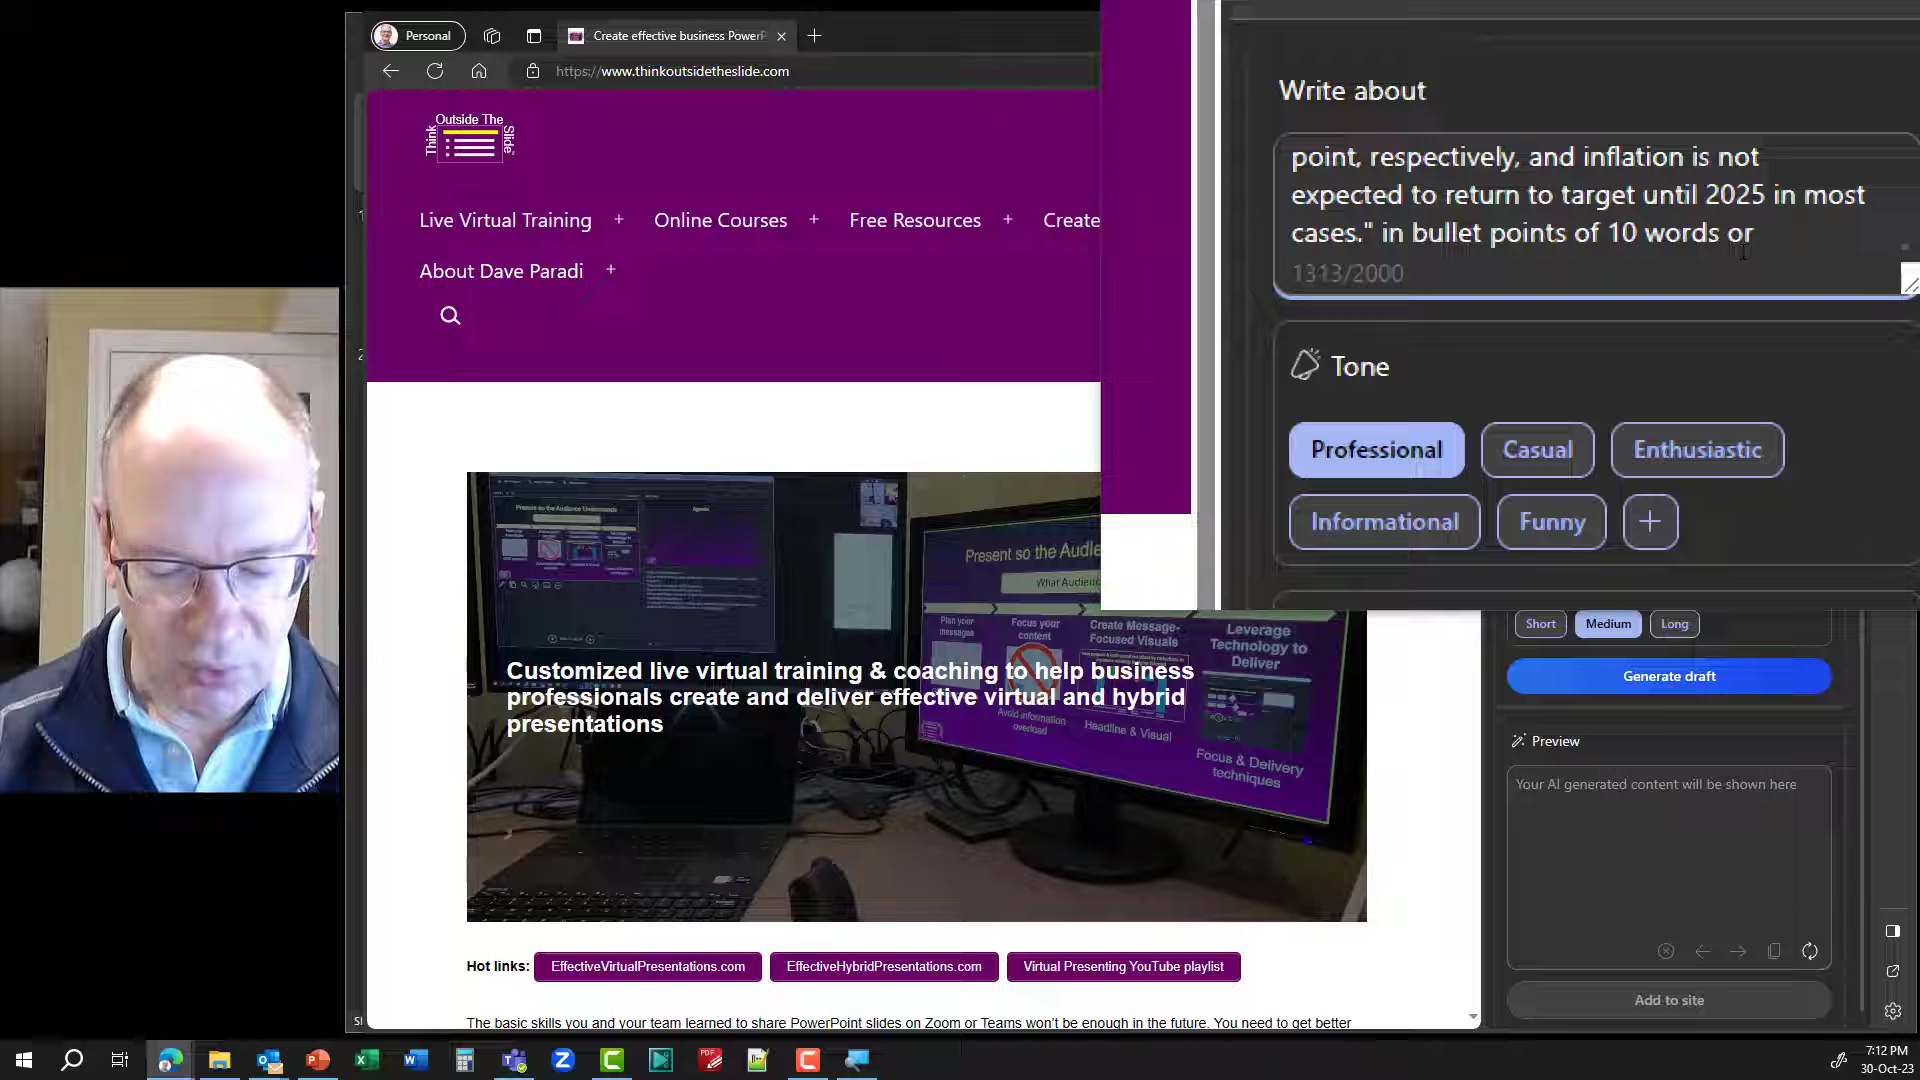 Personal
Create effective business PowerP
https://www.thinkoutsidetheslide.com
Think
Outside The
Slide
Live Virtual Training +
Online Courses +
Free Resources +
Create
About Dave Paradi +
Present so the Audie
What Audienc
Plan your
messages
Focus your
content
Create Message-
Focused Visuals
Leverage
Technology to
Deliver
Avoid information
overload
Headline & Visual
Focus & Delivery
techniques
Customized live virtual training & coaching to help business
professionals create and deliver effective virtual and hybrid
presentations
Hot links:
EffectiveVirtualPresentations.com
EffectiveHybridPresentations.com
Virtual Presenting YouTube playlist
The basic skills you and your team learned to share PowerPoint slides on Zoom or Teams won't be enough in the future. You need to get better
Write about
point, respectively, and inflation is not
expected to return to target until 2025 in most
cases." in bullet points of 10 words or
1313/2000
Tone
Professional
Casual
Enthusiastic
Informational
Funny
+
Short
Medium
Long
Generate draft
Preview
Your AI generated content will be shown here
Add to site
7:12 PM
30-Oct-23